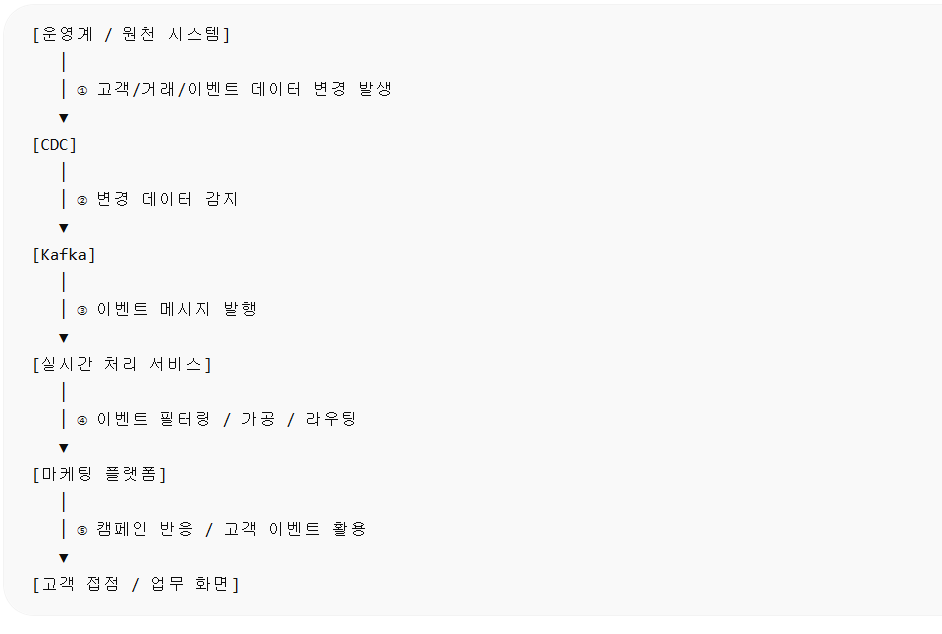 [운영계 / 원천 시스템]
│
│ ① 고객/거래/이벤트 데이터 변경 발생
▼
[CDC]
│
│ ② 변경 데이터 감지
▼
[Kafka]
│
│ ③ 이벤트 메시지 발행
▼
[실시간 처리 서비스]
│
│ ④ 이벤트 필터링 / 가공 / 라우팅
▼
[마케팅 플랫폼]
│
│ ⑤ 캠페인 반응 / 고객 이벤트 활용
▼
[고객 접점 / 업무 화면]